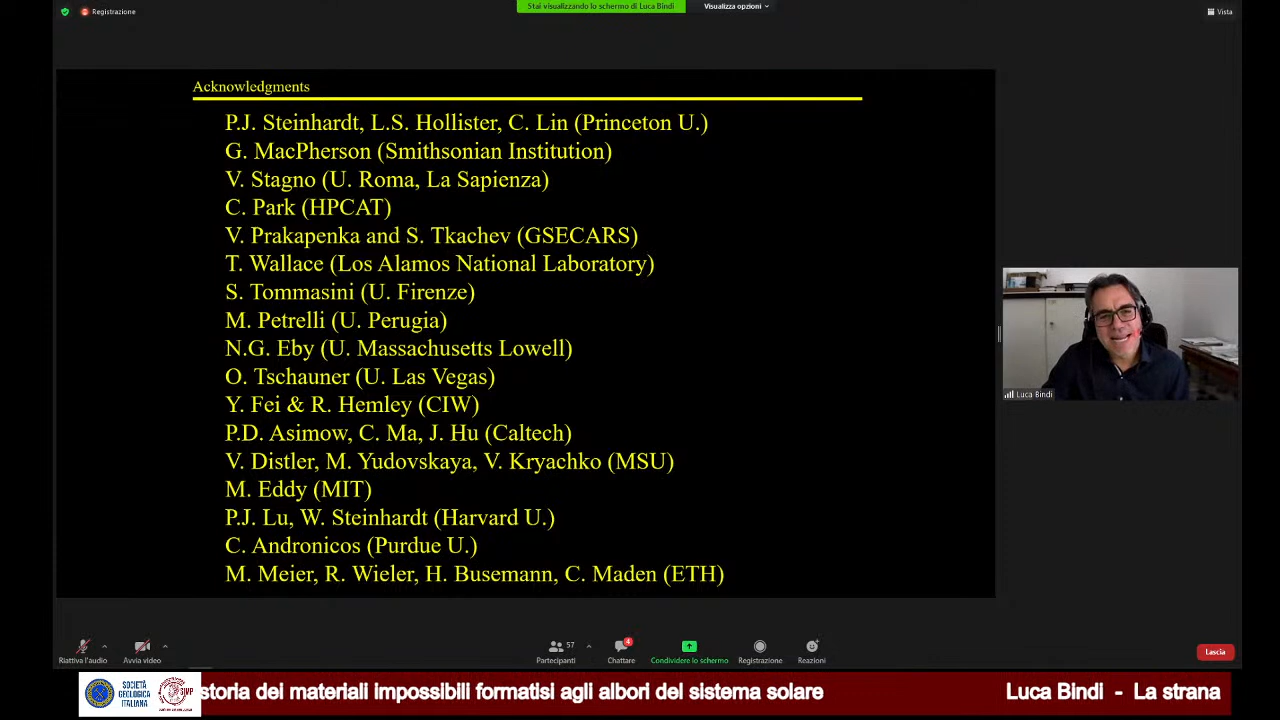 Registrazione
Stai visualizzando lo schermo di Luca Bindi
Visualizza opzioni
Vista
Acknowledgments
P.J. Steinhardt, L.S. Hollister, C. Lin (Princeton U.)
G. MacPherson (Smithsonian Institution)
V. Stagno (U. Roma, La Sapienza)
C. Park (HPCAT)
V. Prakapenka and S. Tkachev (GSECARS)
T. Wallace (Los Alamos National Laboratory)
S. Tommasini (U. Firenze)
M. Petrelli (U. Perugia)
N.G. Eby (U. Massachusetts Lowell)
O. Tschauner (U. Las Vegas)
Y. Fei & R. Hemley (CIW)
P.D. Asimow, C. Ma, J. Hu (Caltech)
V. Distler, M. Yudovskaya, V. Kryachko (MSU)
M. Eddy (MIT)
P.J. Lu, W. Steinhardt (Harvard U.)
C. Andronicos (Purdue U.)
M. Meier, R. Wieler, H. Busemann, C. Maden (ETH)
Luca Bindi
Riattiva l'audio
Avvia video
57
Partecipanti
4
Chattare
Condividere lo schermo
Registrazione
Reazioni
Lascia
SOCIETÀ
GEOLOGICA
ITALIANA
SIMP
storia dei materiali impossibili formatisi agli albori del sistema solare
Luca Bindi - La strana